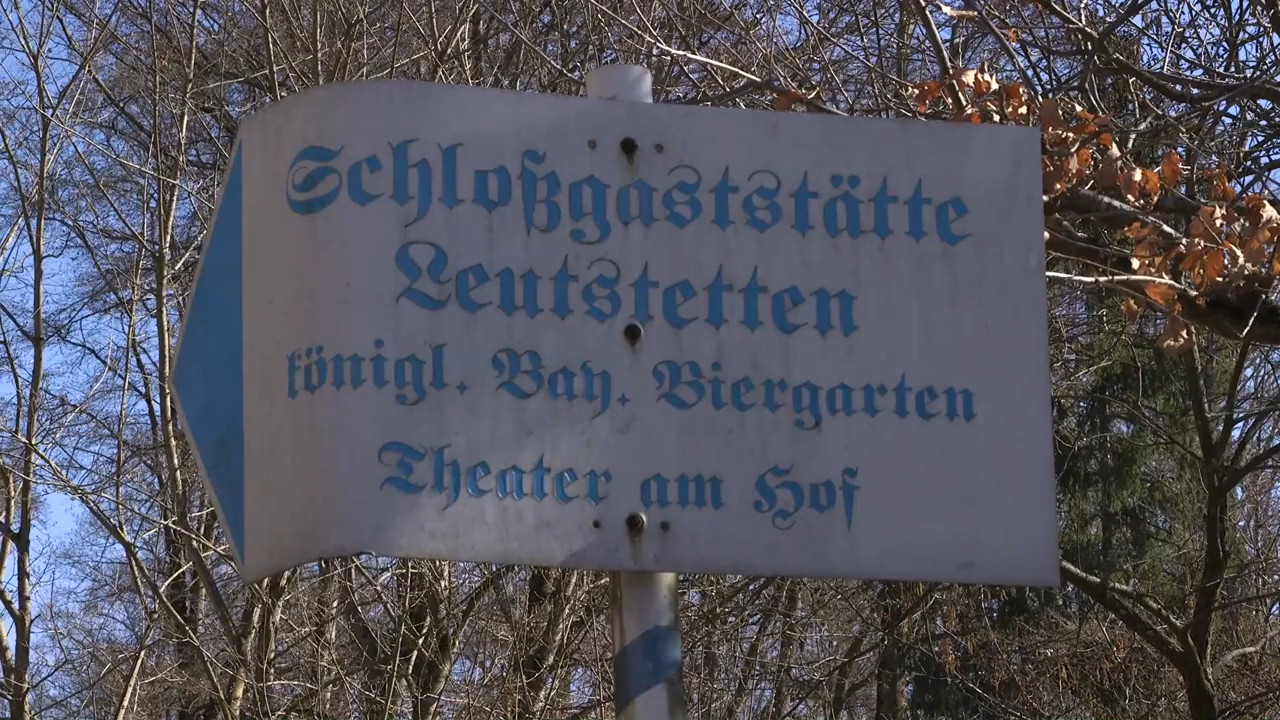 Schloßgaststätte
Leutstetten
königl. Bay. Biergarten
Theater am Hof